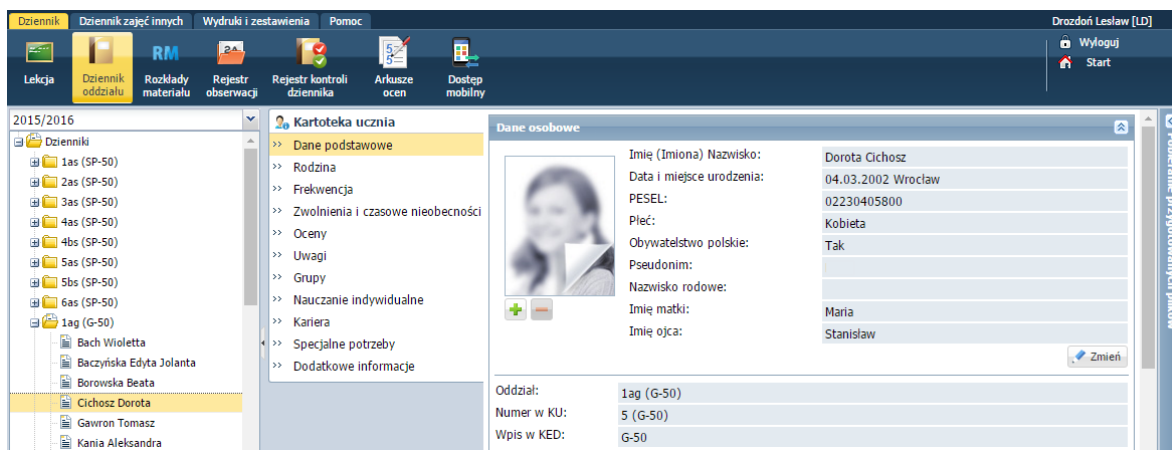 Dziennik Dziennik zajęć innych Wydruki i zestawienia Pomoc Drozdoń Lesław [LD]
Lekcja
Dziennik oddziału
RM Rozkłady materiału
Rejestr obserwacji
Rejestr kontroli dziennika
Arkusze ocen
Dostęp mobilny
Wyloguj
Start
2015/2016
Dzienniki
1as (SP-50)
2as (SP-50)
3as (SP-50)
4as (SP-50)
4bs (SP-50)
5as (SP-50)
5bs (SP-50)
6as (SP-50)
1ag (G-50)
Bach Wioletta
Baczyńska Edyta Jolanta
Borowska Beata
Cichosz Dorota
Gawron Tomasz
Kania Aleksandra
Kartoteka ucznia
Dane podstawowe
Rodzina
Frekwencja
Zwolnienia i czasowe nieobecności
Oceny
Uwagi
Grupy
Nauczanie indywidualne
Kariera
Specjalne potrzeby
Dodatkowe informacje
Dane osobowe
Imię (Imiona) Nazwisko: Dorota Cichosz
Data i miejsce urodzenia: 04.03.2002 Wrocław
PESEL: 02230405800
Płeć: Kobieta
Obywatelstwo polskie: Tak
Pseudonim:
Nazwisko rodowe:
Imię matki: Maria
Imię ojca: Stanisław
Zmień
Oddział: 1ag (G-50)
Numer w KU: 5 (G-50)
Wpis w KED: G-50
Pobieranie przygotowanych plików